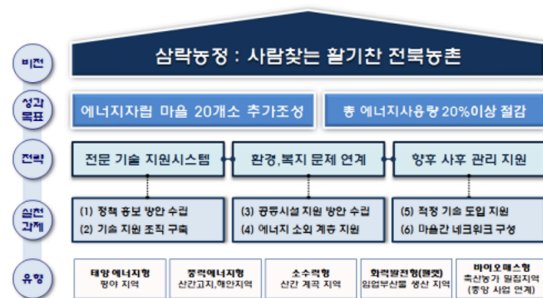 비전
삼락농정 : 사람찾는 활기찬 전북농촌
성과
목표
에너지자립 마을 20개소 추가조성
총 에너지사용량 20%이상 절감
전략
전문 기술 지원시스템
환경,복지 문제 연계
향후 사후 관리 지원
실천
과제
(1) 정책 홍보 방안 수립
(2) 기술 지원 조직 구축
(3) 공동시설 지원 방안 수립
(4) 에너지 소외 계층 지원
(5) 적정 기술 도입 지원
(6) 마을간 네크워크 구성
유형
태양에너지형
평야 지역
풍력에너지형
산간고지,해안지역
소수력형
산간 계곡 지역
화력발전형(펠렛)
임업부산물 생산 지역
바이오매스형
축산농가 밀집지역
(중앙 사업 연계)